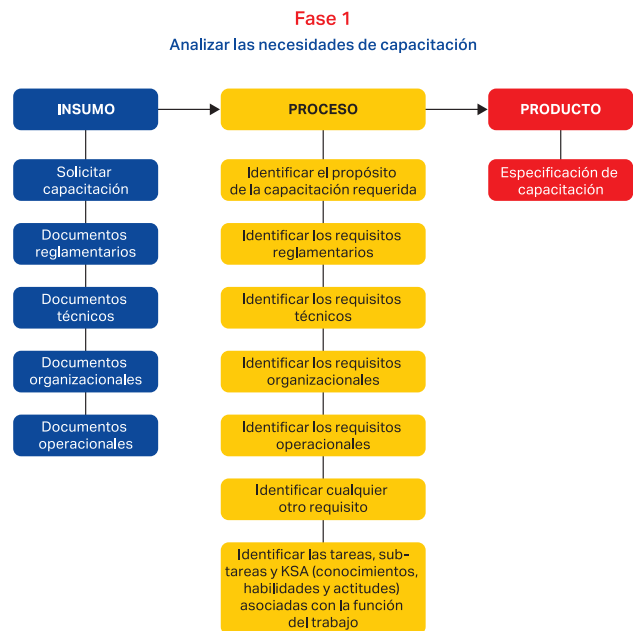 Fase 1
Analizar las necesidades de capacitación
INSUMO
PROCESO
PRODUCTO
Solicitar
capacitación
Identificar el propósito
de la capacitación requerida
Especificación de
capacitación
Documentos
reglamentarios
Identificar los requisitos
reglamentarios
Documentos
técnicos
Identificar los requisitos
técnicos
Documentos
organizacionales
Identificar los requisitos
organizacionales
Documentos
operacionales
Identificar los requisitos
operacionales
Identificar cualquier
otro requisito
Identificar las tareas, sub-
tareas y KSA (conocimientos,
habilidades y actitudes)
asociadas con la función
del trabajo